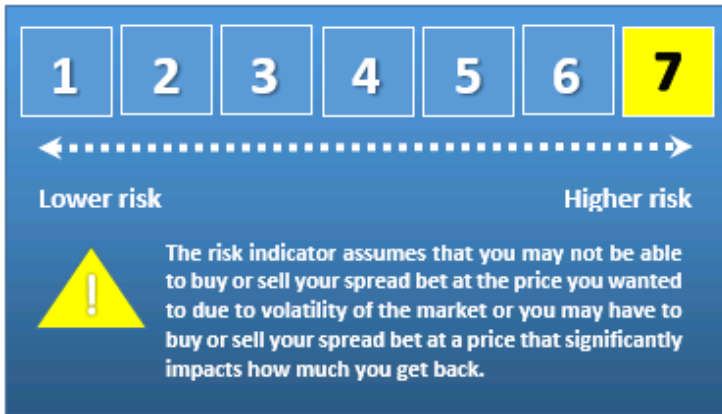 1 2 3 4 5 6 7
Lower risk Higher risk
!
The risk indicator assumes that you may not be able
to buy or sell your spread bet at the price you wanted
to due to volatility of the market or you may have to
buy or sell your spread bet at a price that significantly
impacts how much you get back.